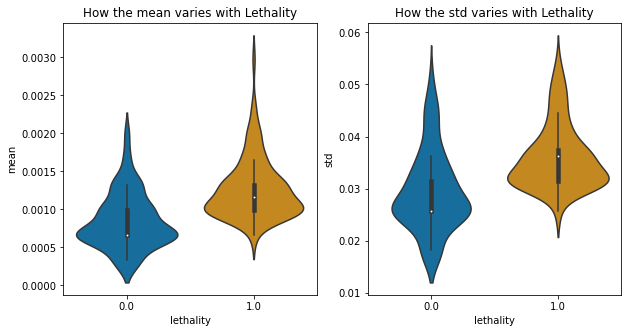 How the mean varies with Lethality
mean
0.0030
0.0025
0.0020
0.0015
0.0010
0.0005
0.0000
0.0 1.0
lethality
How the std varies with Lethality
std
0.06
0.05
0.04
0.03
0.02
0.01
0.0 1.0
lethality